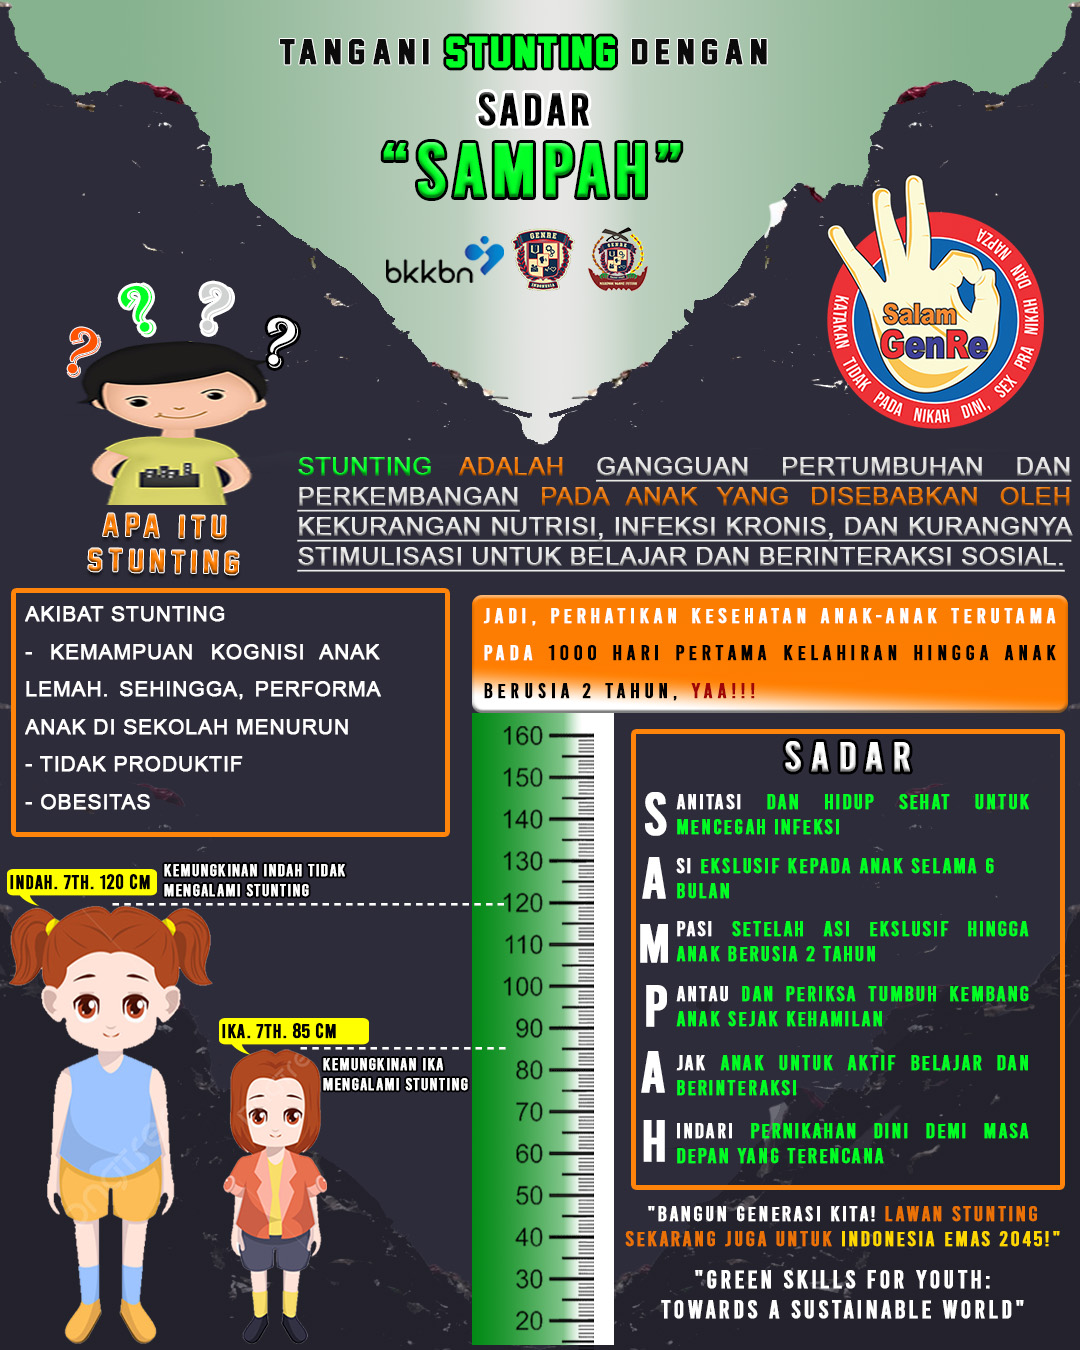 TANGANI STUNTING DENGAN
SADAR
“SAMPAH”
bkkbn
GENRE
INDONESIA
GENRE
Salam
GenRe
KATAKAN TIDAK PADA NIKAH DINI, SEX PRA NIKAH DAN NAPZA
? ? ? ?
APA ITU
STUNTING
STUNTING ADALAH GANGGUAN PERTUMBUHAN DAN
PERKEMBANGAN PADA ANAK YANG DISEBABKAN OLEH
KEKURANGAN NUTRISI, INFEKSI KRONIS, DAN KURANGNYA
STIMULISASI UNTUK BELAJAR DAN BERINTERAKSI SOSIAL.
AKIBAT STUNTING
- KEMAMPUAN KOGNISI ANAK
LEMAH. SEHINGGA, PERFORMA
ANAK DI SEKOLAH MENURUN
- TIDAK PRODUKTIF
- OBESITAS
JADI, PERHATIKAN KESEHATAN ANAK-ANAK TERUTAMA
PADA 1000 HARI PERTAMA KELAHIRAN HINGGA ANAK
BERUSIA 2 TAHUN, YAA!!!
INDAH. 7TH. 120 CM
KEMUNGKINAN INDAH TIDAK
MENGALAMI STUNTING
IKA. 7TH. 85 CM
KEMUNGKINAN IKA
MENGALAMI STUNTING
160
150
140
130
120
110
100
90
80
70
60
50
40
30
20
SADAR
SANITASI DAN HIDUP SEHAT UNTUK
MENCEGAH INFEKSI
ASI EKSLUSIF KEPADA ANAK SELAMA 6
BULAN
MPASI SETELAH ASI EKSLUSIF HINGGA
ANAK BERUSIA 2 TAHUN
PANTAU DAN PERIKSA TUMBUH KEMBANG
ANAK SEJAK KEHAMILAN
AJAK ANAK UNTUK AKTIF BELAJAR DAN
BERINTERAKSI
HINDARI PERNIKAHAN DINI DEMI MASA
DEPAN YANG TERENCANA
"BANGUN GENERASI KITA! LAWAN STUNTING
SEKARANG JUGA UNTUK INDONESIA EMAS 2045!"
"GREEN SKILLS FOR YOUTH:
TOWARDS A SUSTAINABLE WORLD"